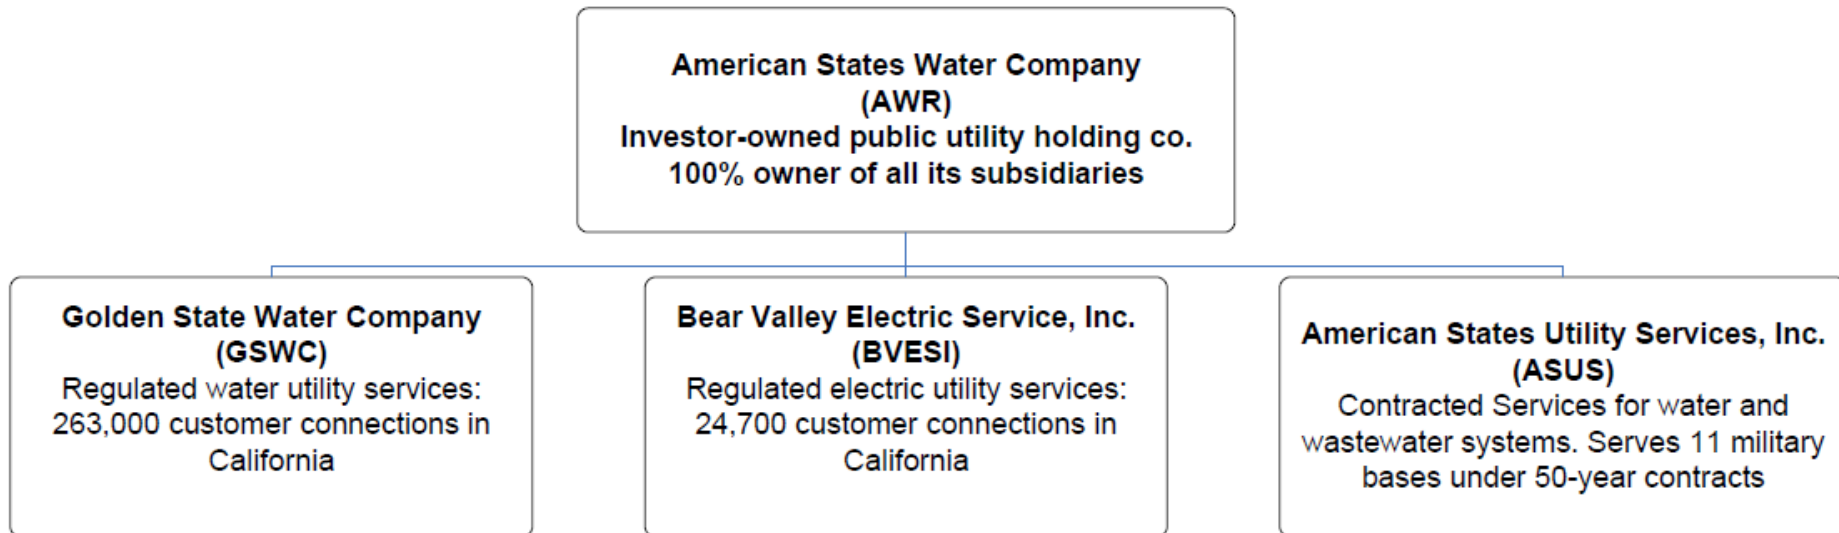 American States Water Company
(AWR)
Investor-owned public utility holding co.
100% owner of all its subsidiaries
Golden State Water Company
(GSWC)
Regulated water utility services:
263,000 customer connections in
California
Bear Valley Electric Service, Inc.
(BVESI)
Regulated electric utility services:
24,700 customer connections in
California
American States Utility Services, Inc.
(ASUS)
Contracted Services for water and
wastewater systems. Serves 11 military
bases under 50-year contracts